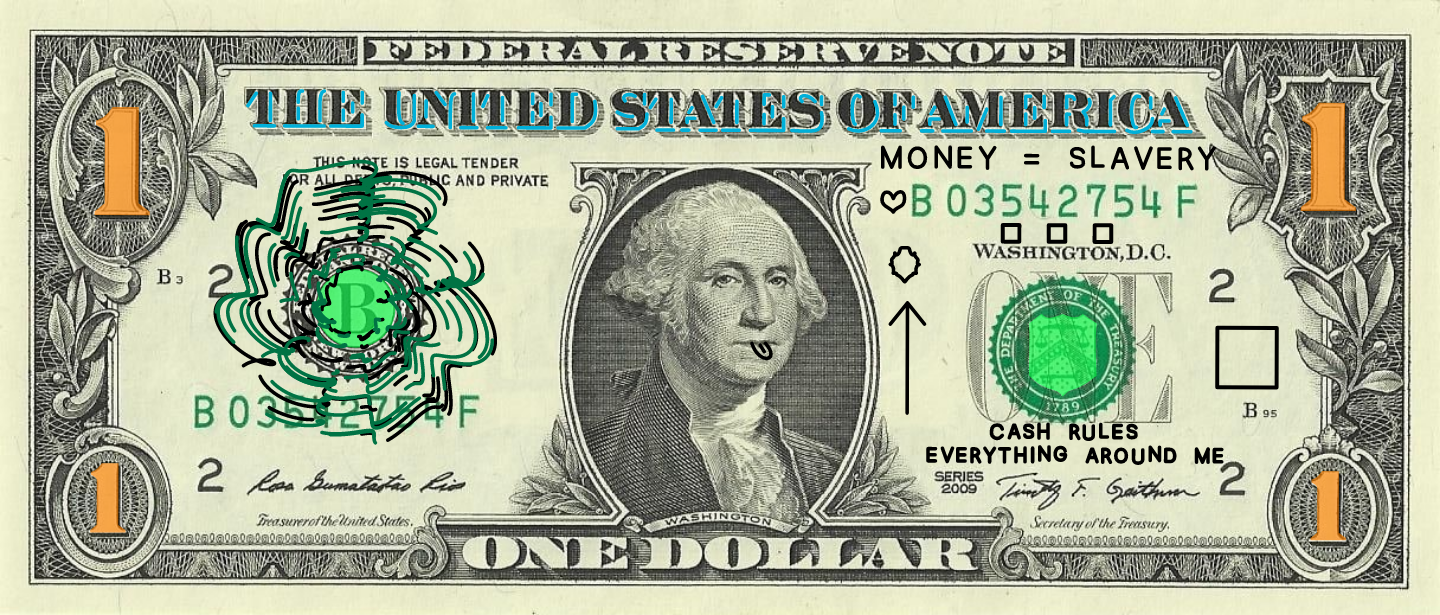 FEDERAL RESERVE NOTE
THE UNITED STATES OF AMERICA
1
1
THIS NOTE IS LEGAL TENDER
FOR ALL DEBTS, PUBLIC AND PRIVATE
MONEY = SLAVERY
B 03542754 F
WASHINGTON, D.C.
B 3
2
B
ONE
THE DEPARTMENT OF THE TREASURY
1789
2
B 95
B 03542754 F
CASH RULES
EVERYTHING AROUND ME
2
Rosa Gumataotao Rios
Treasurer of the United States.
SERIES
2009
Timothy F. Geithner
2
Secretary of the Treasury.
1
WASHINGTON
1
ONE DOLLAR